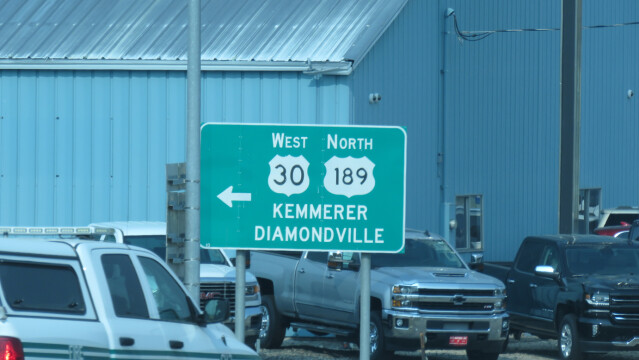 WEST NORTH
30 189
KEMMERER
DIAMONDVILLE